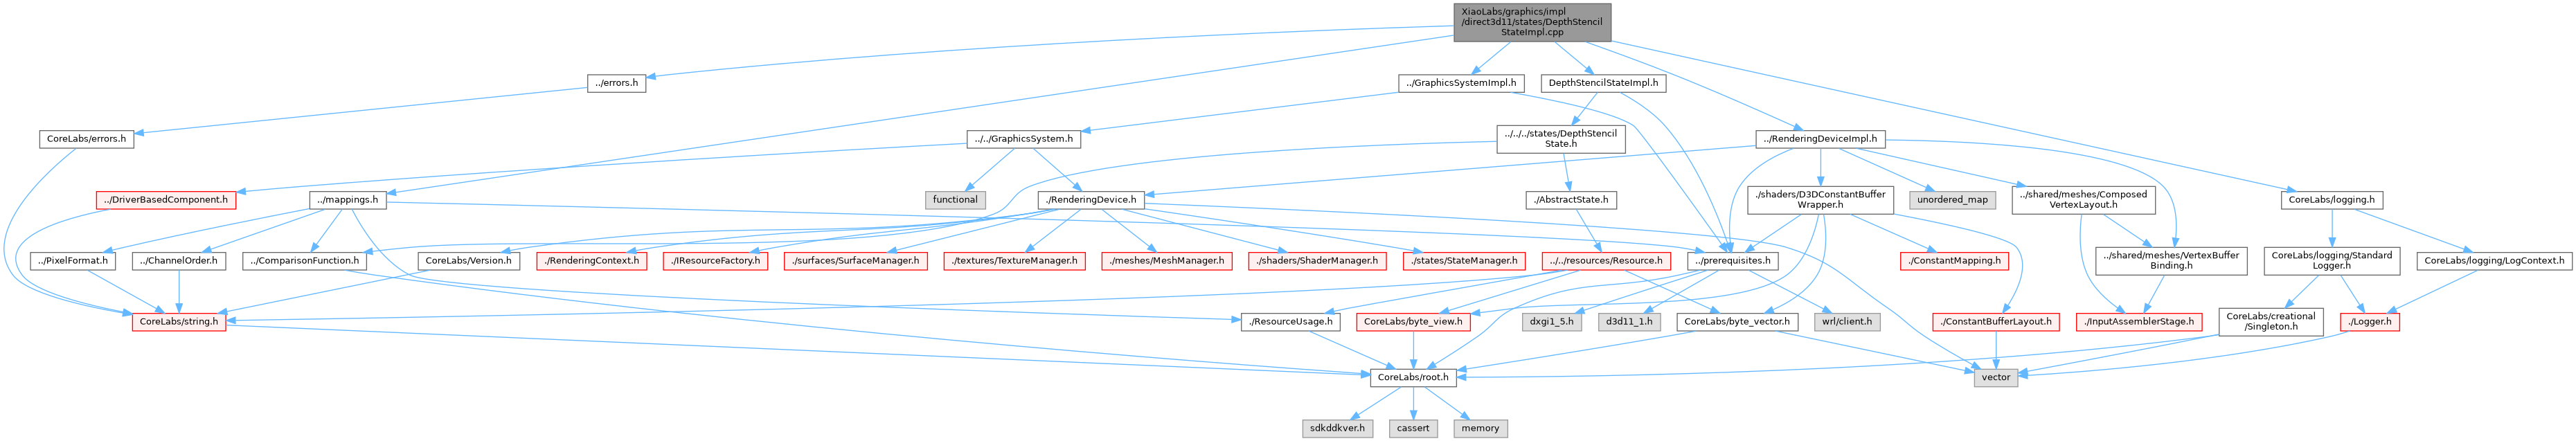 XiaoLabs/graphics/impl
/direct3d11/states/DepthStencil
StateImpl.cpp
../errors.h
../GraphicsSystemImpl.h
DepthStencilStateImpl.h
CoreLabs/errors.h
../../GraphicsSystem.h
../../../states/DepthStencil
State.h
../RenderingDeviceImpl.h
../DriverBasedComponent.h
../mappings.h
functional
./RenderingDevice.h
./AbstractState.h
./shaders/D3DConstantBuffer
Wrapper.h
unordered_map
../shared/meshes/Composed
VertexLayout.h
CoreLabs/logging.h
../PixelFormat.h
../ChannelOrder.h
../ComparisonFunction.h
CoreLabs/Version.h
./RenderingContext.h
./IResourceFactory.h
./surfaces/SurfaceManager.h
./textures/TextureManager.h
./meshes/MeshManager.h
./shaders/ShaderManager.h
./states/StateManager.h
../../resources/Resource.h
../prerequisites.h
./ConstantMapping.h
../shared/meshes/VertexBuffer
Binding.h
CoreLabs/logging/Standard
Logger.h
CoreLabs/logging/LogContext.h
CoreLabs/string.h
./ResourceUsage.h
CoreLabs/byte_view.h
dxgi1_5.h
d3d11_1.h
CoreLabs/byte_vector.h
wrl/client.h
./ConstantBufferLayout.h
./InputAssemblerStage.h
CoreLabs/creational
/Singleton.h
./Logger.h
CoreLabs/root.h
vector
sdkddkver.h
cassert
memory